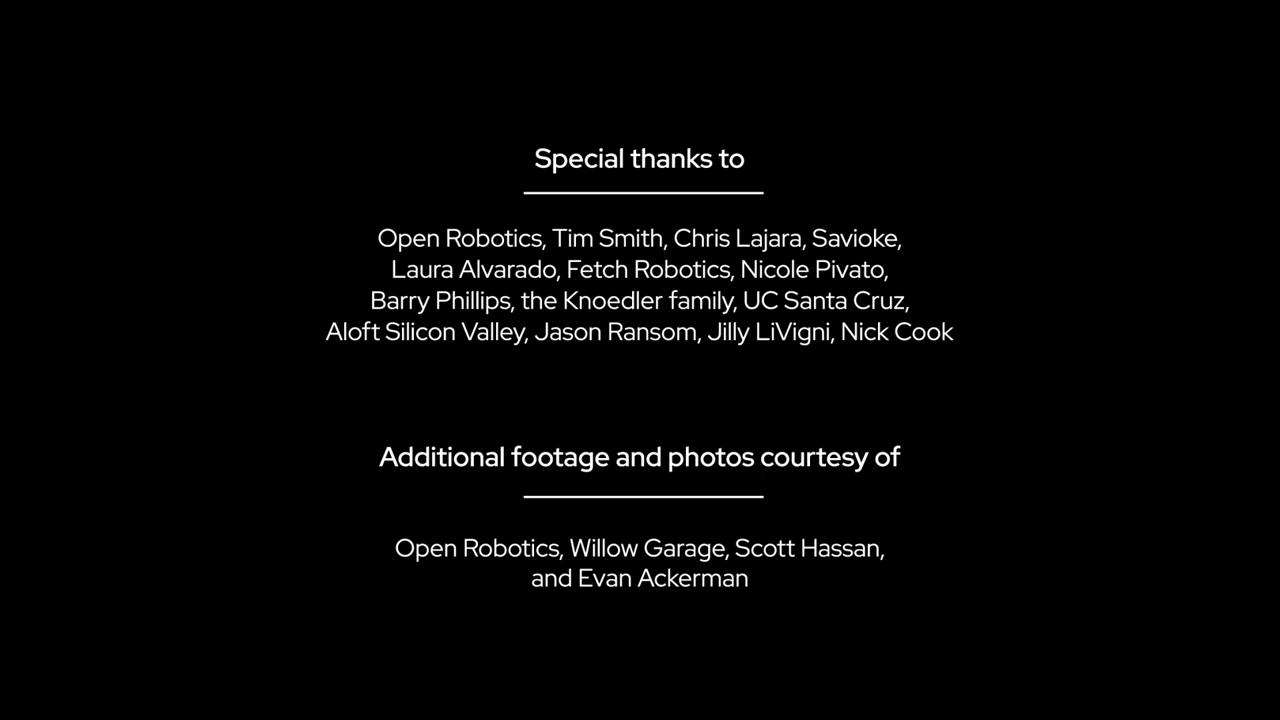 Special thanks to
Open Robotics, Tim Smith, Chris Lajara, Savioke,
Laura Alvarado, Fetch Robotics, Nicole Pivato,
Barry Phillips, the Knoedler family, UC Santa Cruz,
Aloft Silicon Valley, Jason Ransom, Jilly LiVigni, Nick Cook
Additional footage and photos courtesy of
Open Robotics, Willow Garage, Scott Hassan,
and Evan Ackerman